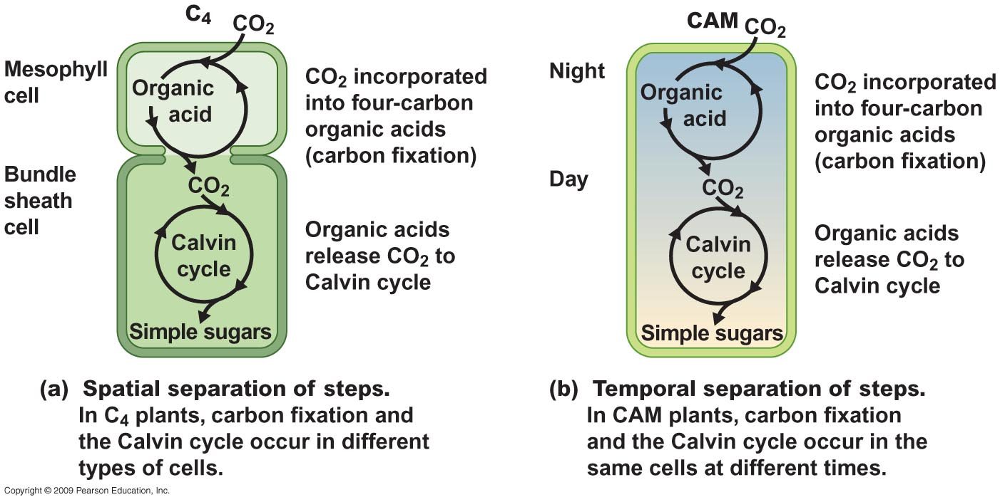 C₄
CO₂
Mesophyll
cell
Organic
acid
CO₂ incorporated
into four-carbon
organic acids
(carbon fixation)
Bundle
sheath
cell
CO₂
Calvin
cycle
Organic acids
release CO₂ to
Calvin cycle
Simple sugars
(a) Spatial separation of steps.
In C₄ plants, carbon fixation and
the Calvin cycle occur in different
types of cells.
CAM
CO₂
Night
Organic
acid
CO₂ incorporated
into four-carbon
organic acids
(carbon fixation)
Day
CO₂
Calvin
cycle
Organic acids
release CO₂ to
Calvin cycle
Simple sugars
(b) Temporal separation of steps.
In CAM plants, carbon fixation
and the Calvin cycle occur in the
same cells at different times.
Copyright © 2009 Pearson Education, Inc.